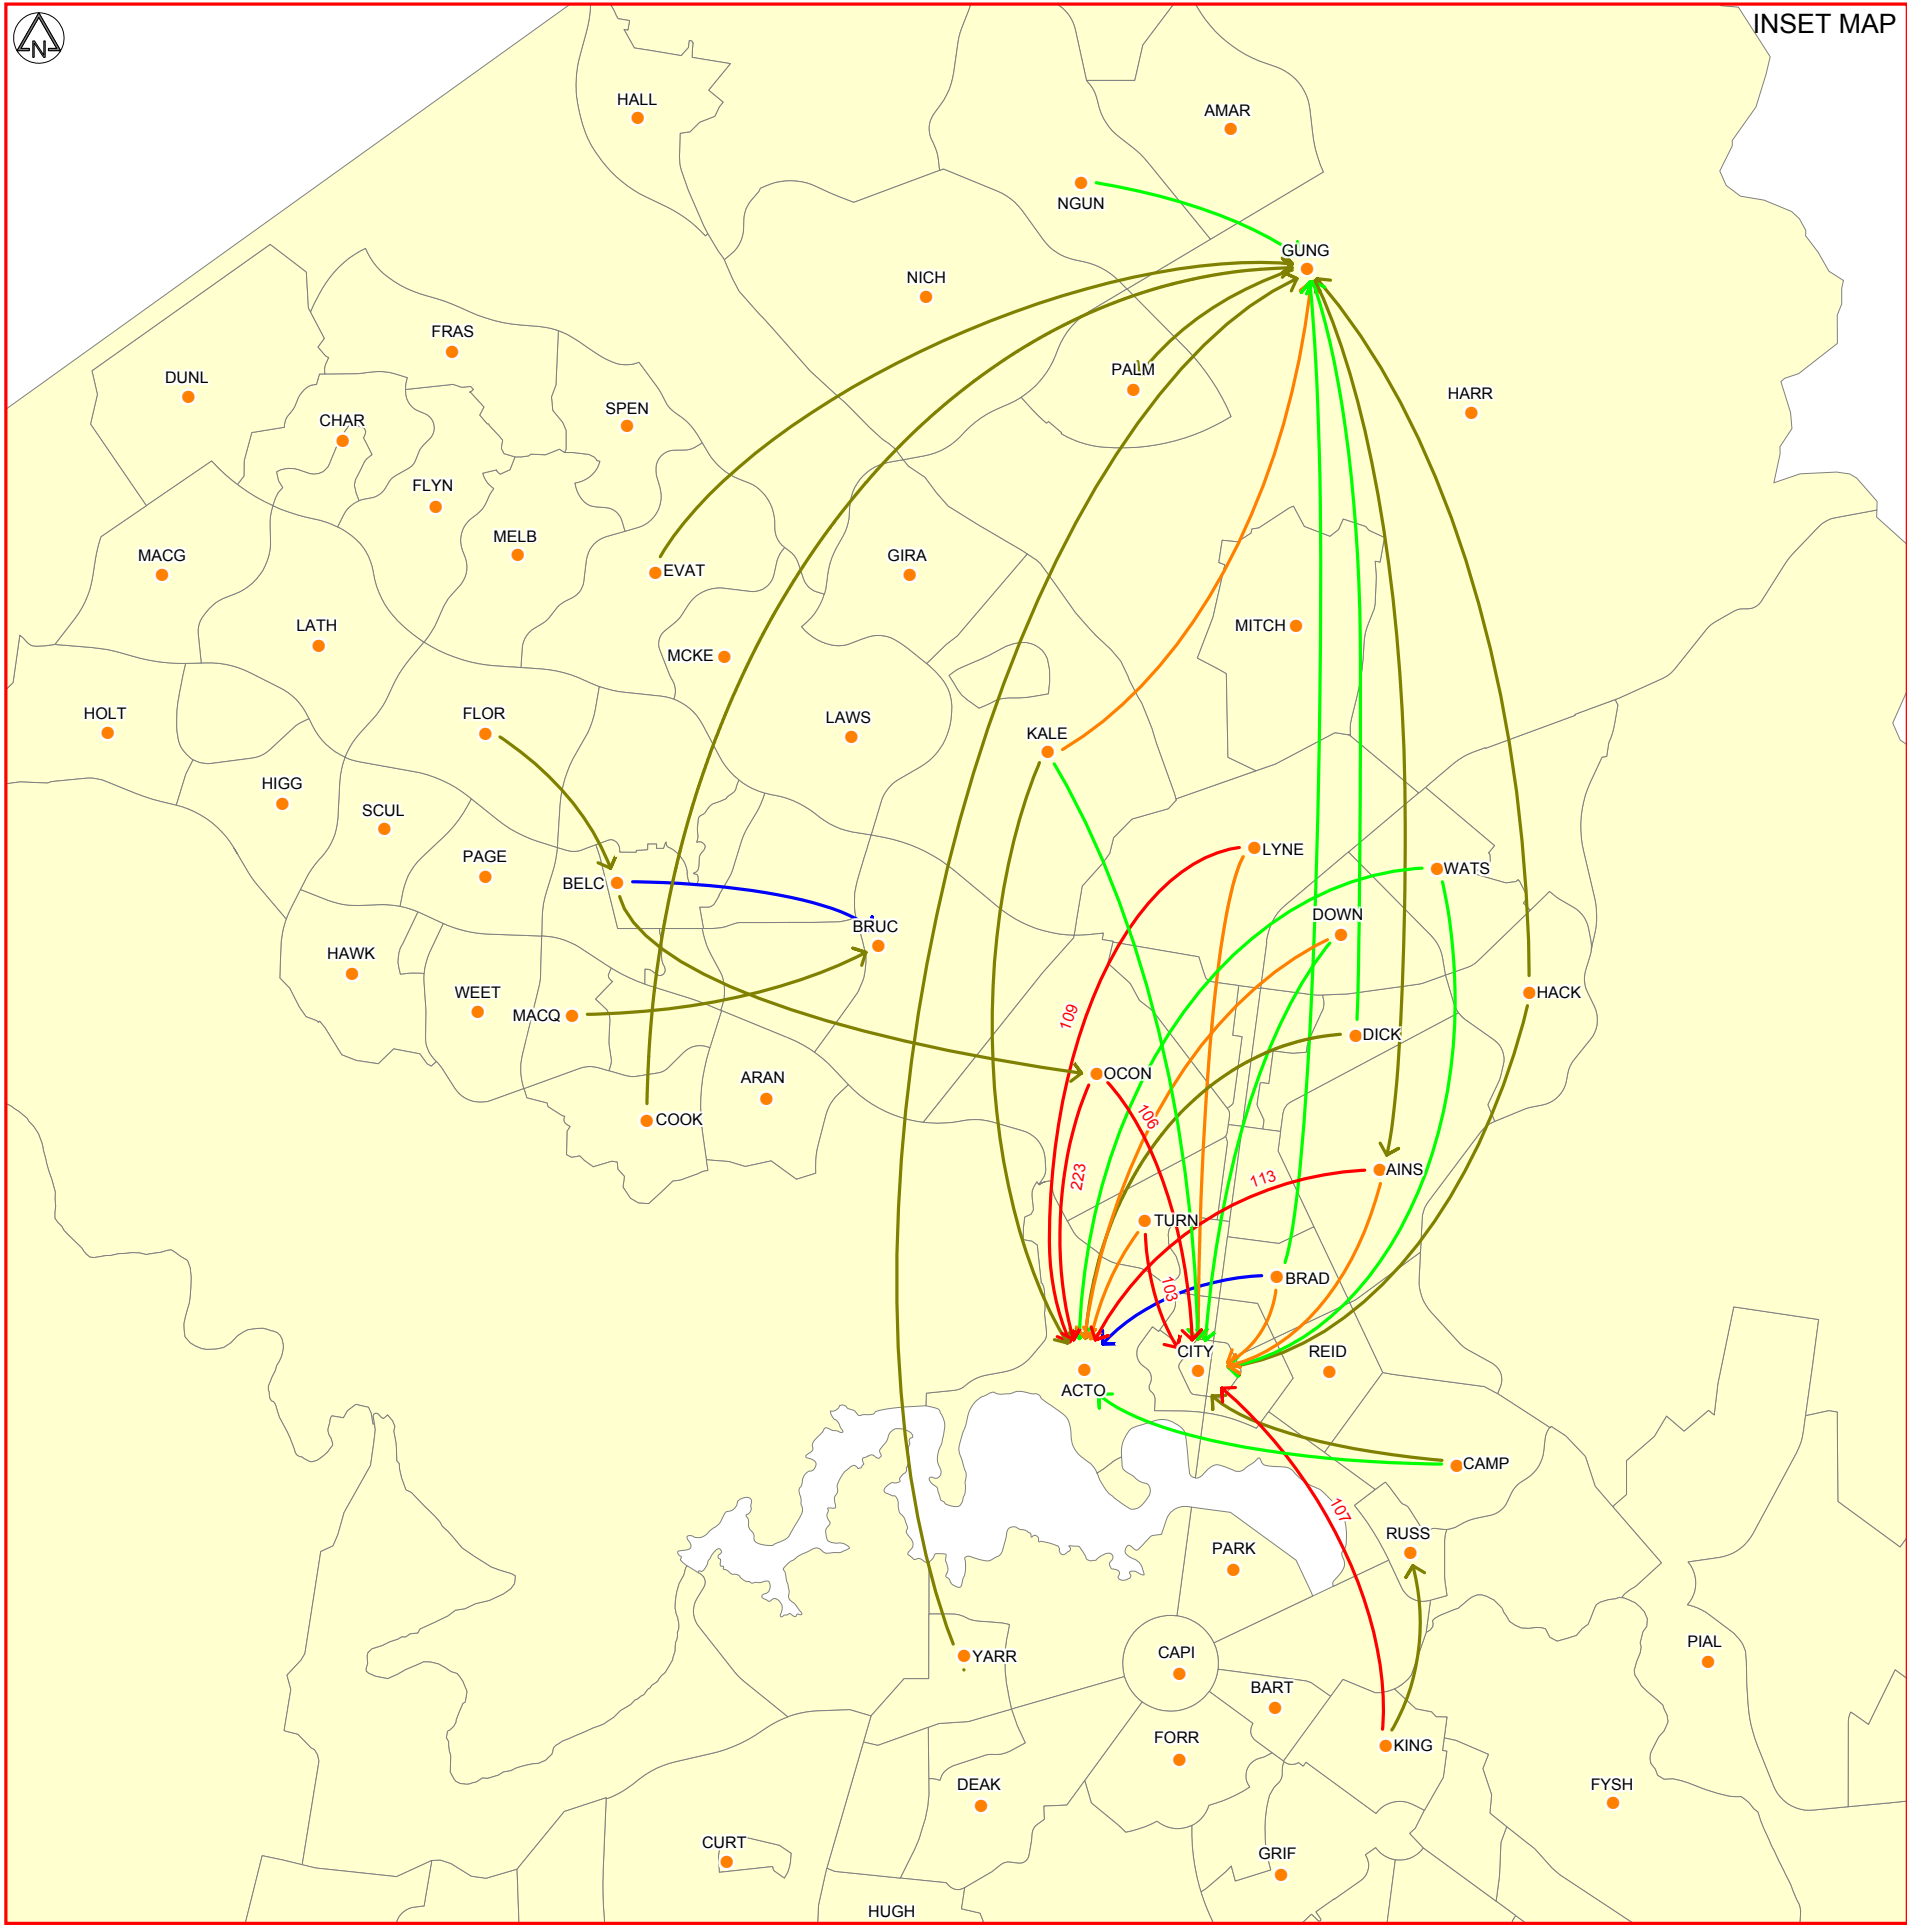 INSET MAP
N
HALL
AMAR
NGUN
GUNG
NICH
FRAS
PALM
DUNL
HARR
SPEN
CHAR
FLYN
MELB
MACG
GIRA
EVAT
LATH
MITCH
MCKE
HOLT
FLOR
LAWS
KALE
HIGG
SCUL
LYNE
PAGE
WATS
BELC
DOWN
BRUC
HAWK
WEET
HACK
MACQ
109
DICK
OCON
ARAN
106
COOK
223
113
AINS
TURN
BRAD
103
CITY
REID
ACTO
CAMP
107
RUSS
PARK
PIAL
CAPI
YARR
BART
FORR
KING
DEAK
FYSH
CURT
GRIF
HUGH